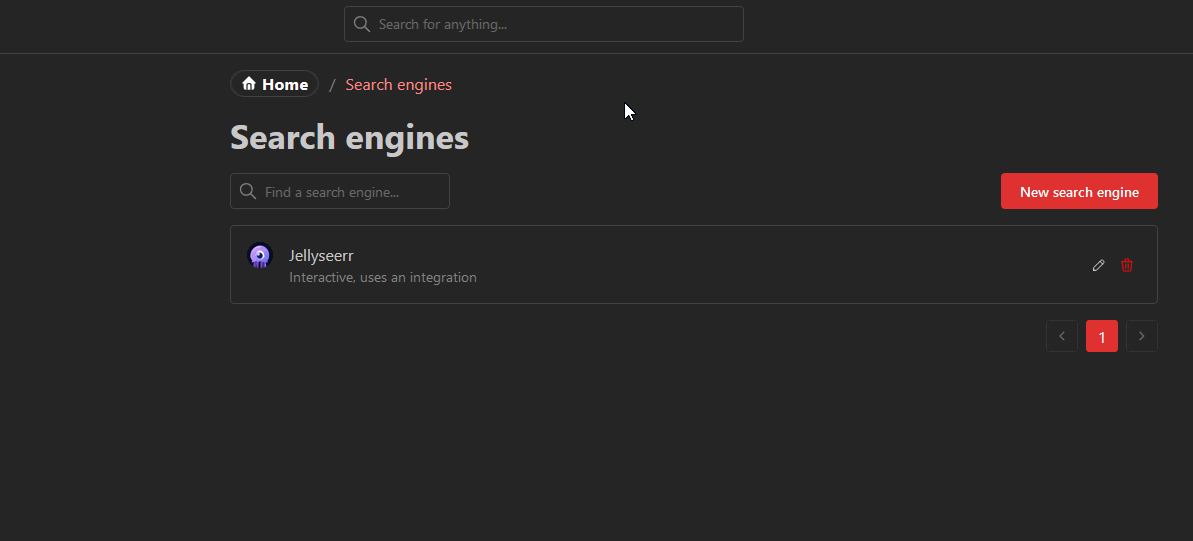 Search for anything...
Home / Search engines
Search engines
Find a search engine...
New search engine
Jellyseerr
Interactive, uses an integration
1